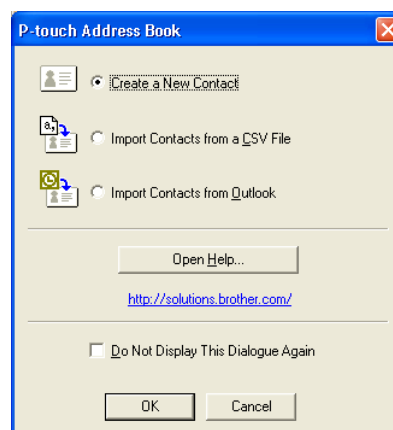 P-touch Address Book
Create a New Contact
a,
Import Contacts from a CSV File
Import Contacts from Outlook
Open Help...
http://solutions.brother.com/
Do Not Display This Dialogue Again
OK
Cancel